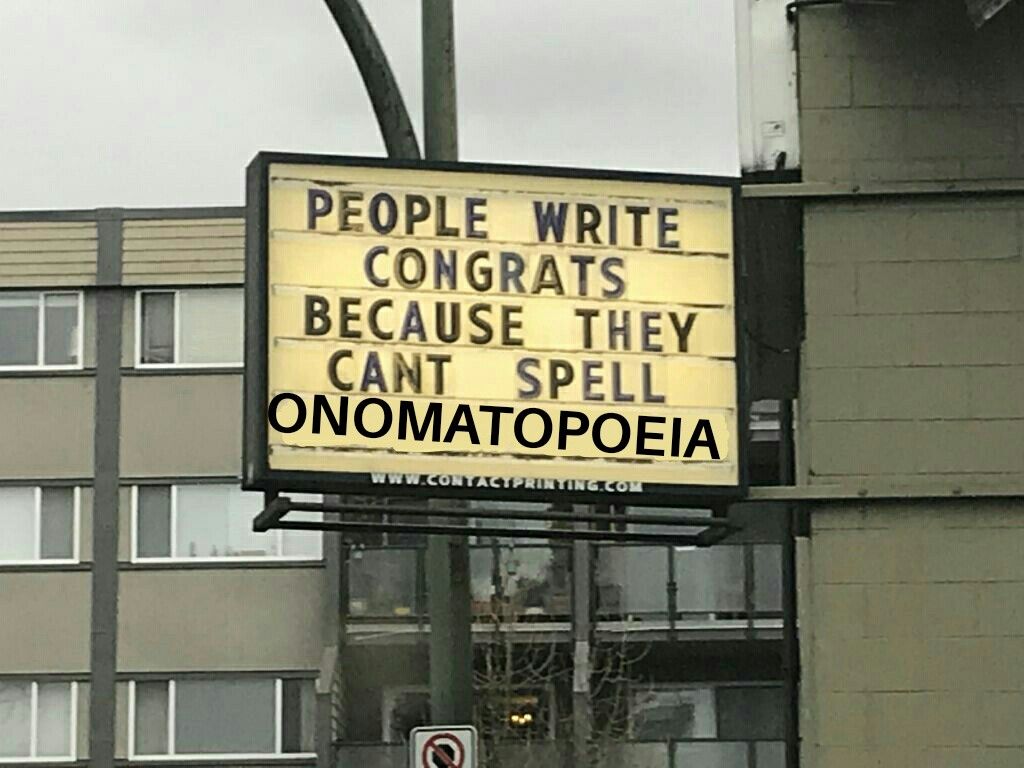 PEOPLE WRITE
CONGRATS
BECAUSE THEY
CANT SPELL
ONOMATOPOEIA
WWW.CONTACTPRINTING.COM